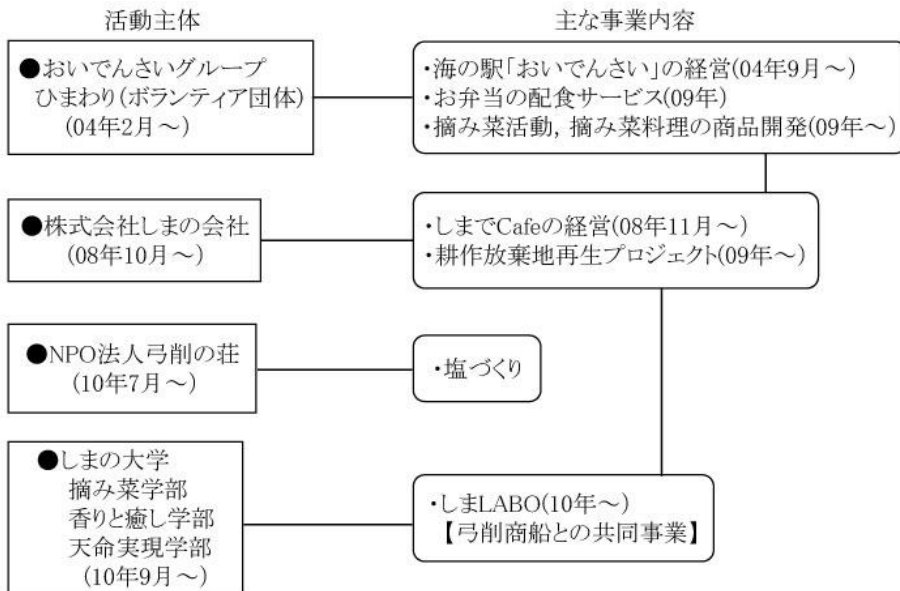 活動主体
主な事業内容
●おいでんさいグループ
ひまわり(ボランティア団体)
(04年2月～)
・海の駅「おいでんさい」の経営(04年9月～)
・お弁当の配食サービス(09年)
・摘み菜活動，摘み菜料理の商品開発(09年～)
●株式会社しまの会社
(08年10月～)
・しまでCafeの経営(08年11月～)
・耕作放棄地再生プロジェクト(09年～)
●NPO法人弓削の荘
(10年7月～)
・塩づくり
●しまの大学
摘み菜学部
香りと癒し学部
天命実現学部
(10年9月～)
・しまLABO(10年～)
【弓削商船との共同事業】